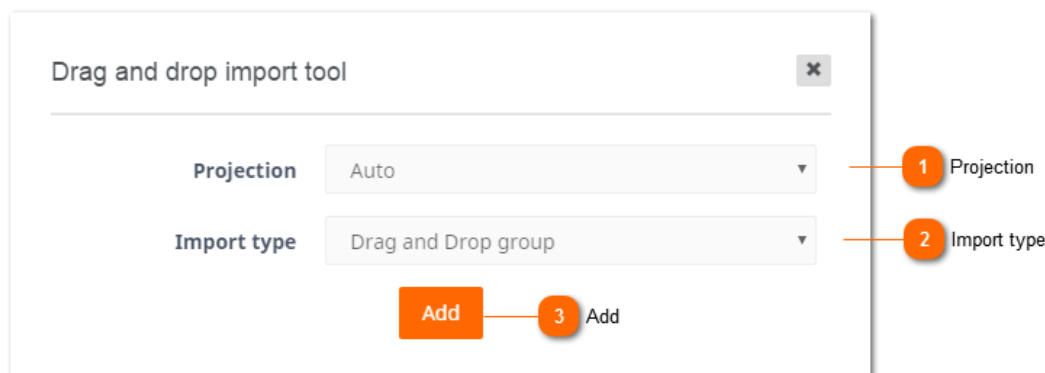 Drag and drop import tool
Projection Auto 1 Projection
Import type Drag and Drop group 2 Import type
Add 3 Add